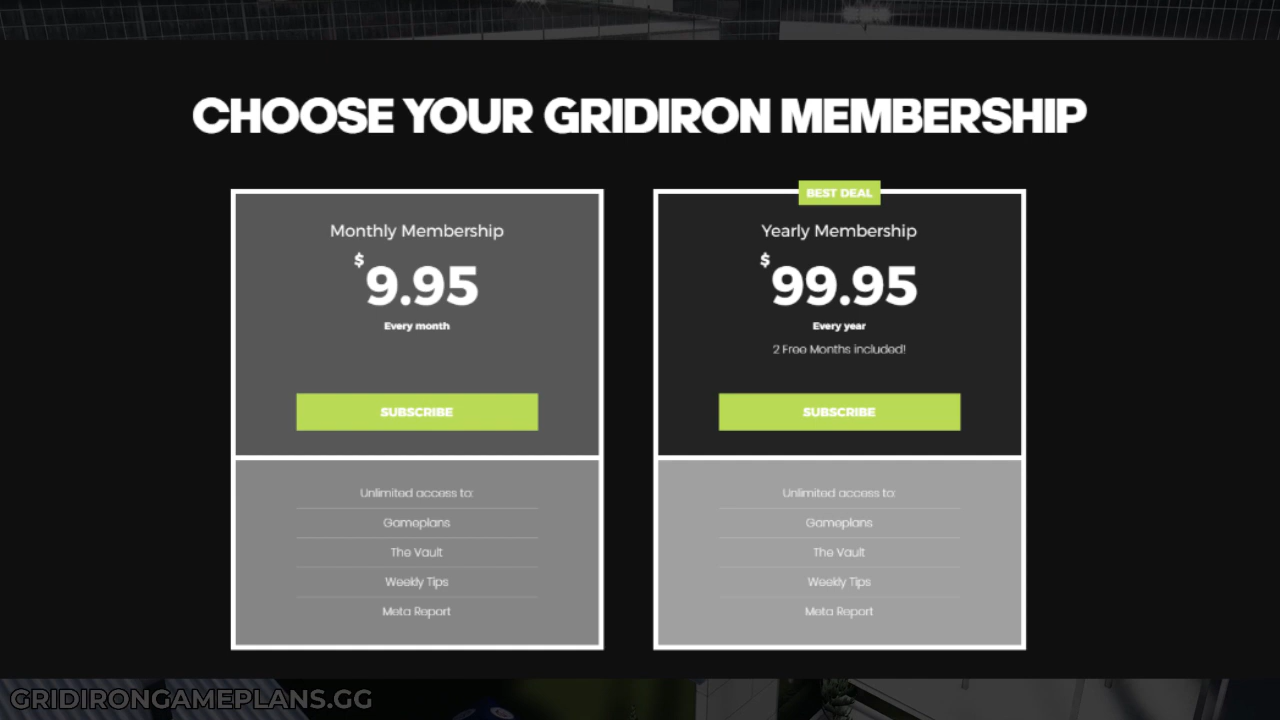 CHOOSE YOUR GRIDIRON MEMBERSHIP
Monthly Membership
$9.95
Every month
SUBSCRIBE
Unlimited access to:
Gameplans
The Vault
Weekly Tips
Meta Report
BEST DEAL
Yearly Membership
$99.95
Every year
2 Free Months included!
SUBSCRIBE
Unlimited access to:
Gameplans
The Vault
Weekly Tips
Meta Report
GRIDIRONGAMEPLANS.GG